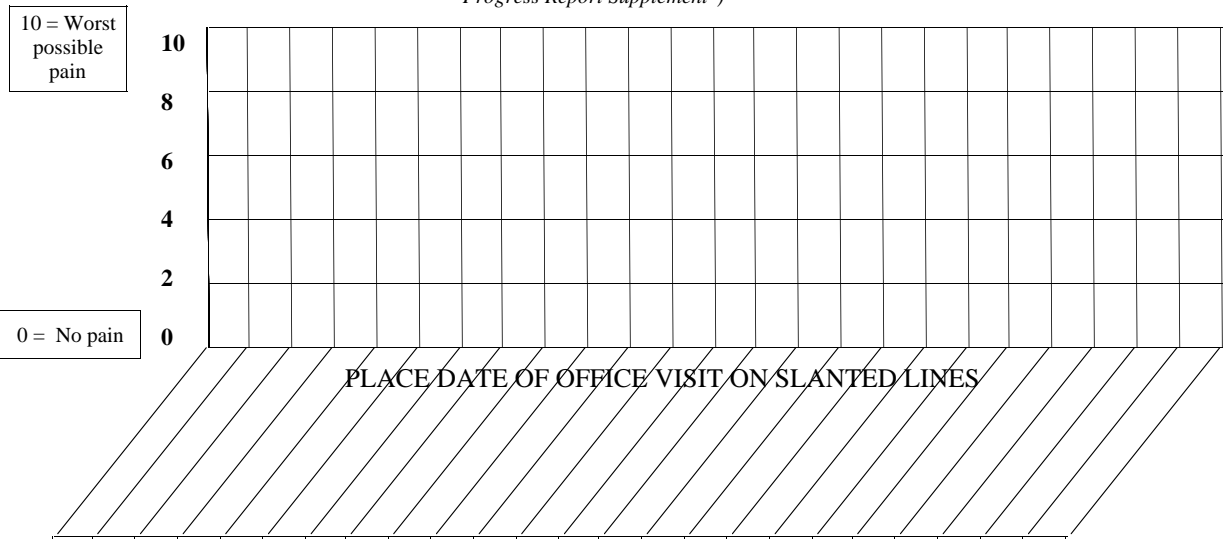 Progress Report Supplement )
10 = Worst
possible
pain
10
8
6
4
2
0 = No pain
0
PLACE DATE OF OFFICE VISIT ON SLANTED LINES